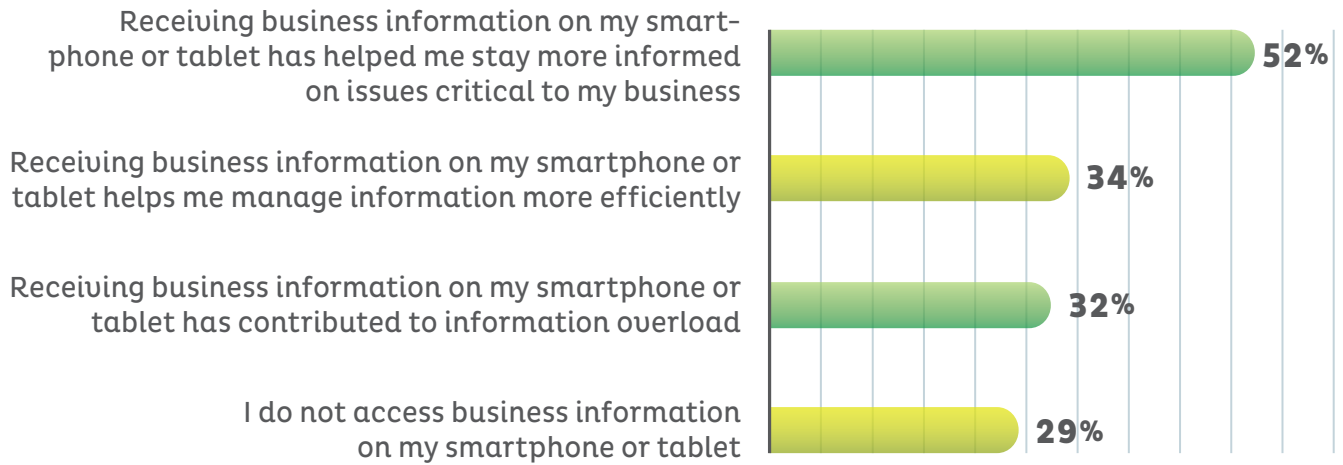 Receiving business information on my smart-
phone or tablet has helped me stay more informed
on issues critical to my business
52%
Receiving business information on my smartphone or
tablet helps me manage information more efficiently
34%
Receiving business information on my smartphone or
tablet has contributed to information overload
32%
I do not access business information
on my smartphone or tablet
29%